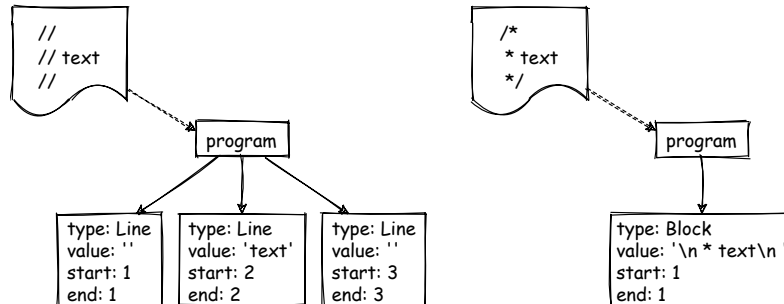 //
// text
//
program
type: Line
value: ''
start: 1
end: 1
type: Line
value: 'text'
start: 2
end: 2
type: Line
value: ''
start: 3
end: 3
/*
* text
*/
program
type: Block
value: '\n * text\n '
start: 1
end: 1